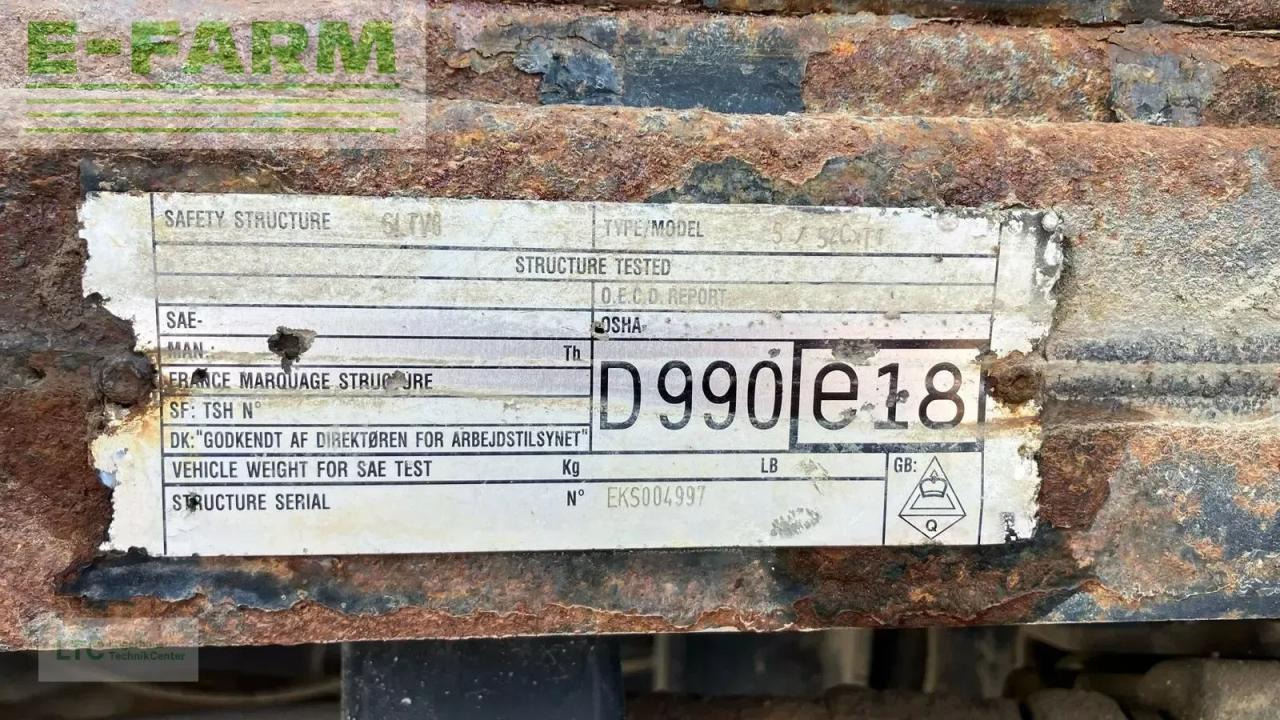 E-FARM
SAFETY STRUCTURE SLTV8 TYPE/MODEL
STRUCTURE TESTED
O.E.C.D. REPORT
SAE- OSHA
MAN.: Th
FRANCE MARQUAGE STRUCTURE
D990 e18
SF: TSH N°
DK:"GODKENDT AF DIREKTØREN FOR ARBEJDSTILSYNET"
VEHICLE WEIGHT FOR SAE TEST Kg LB GB:
STRUCTURE SERIAL N° EKS004997
Q
LTC TechnikCenter